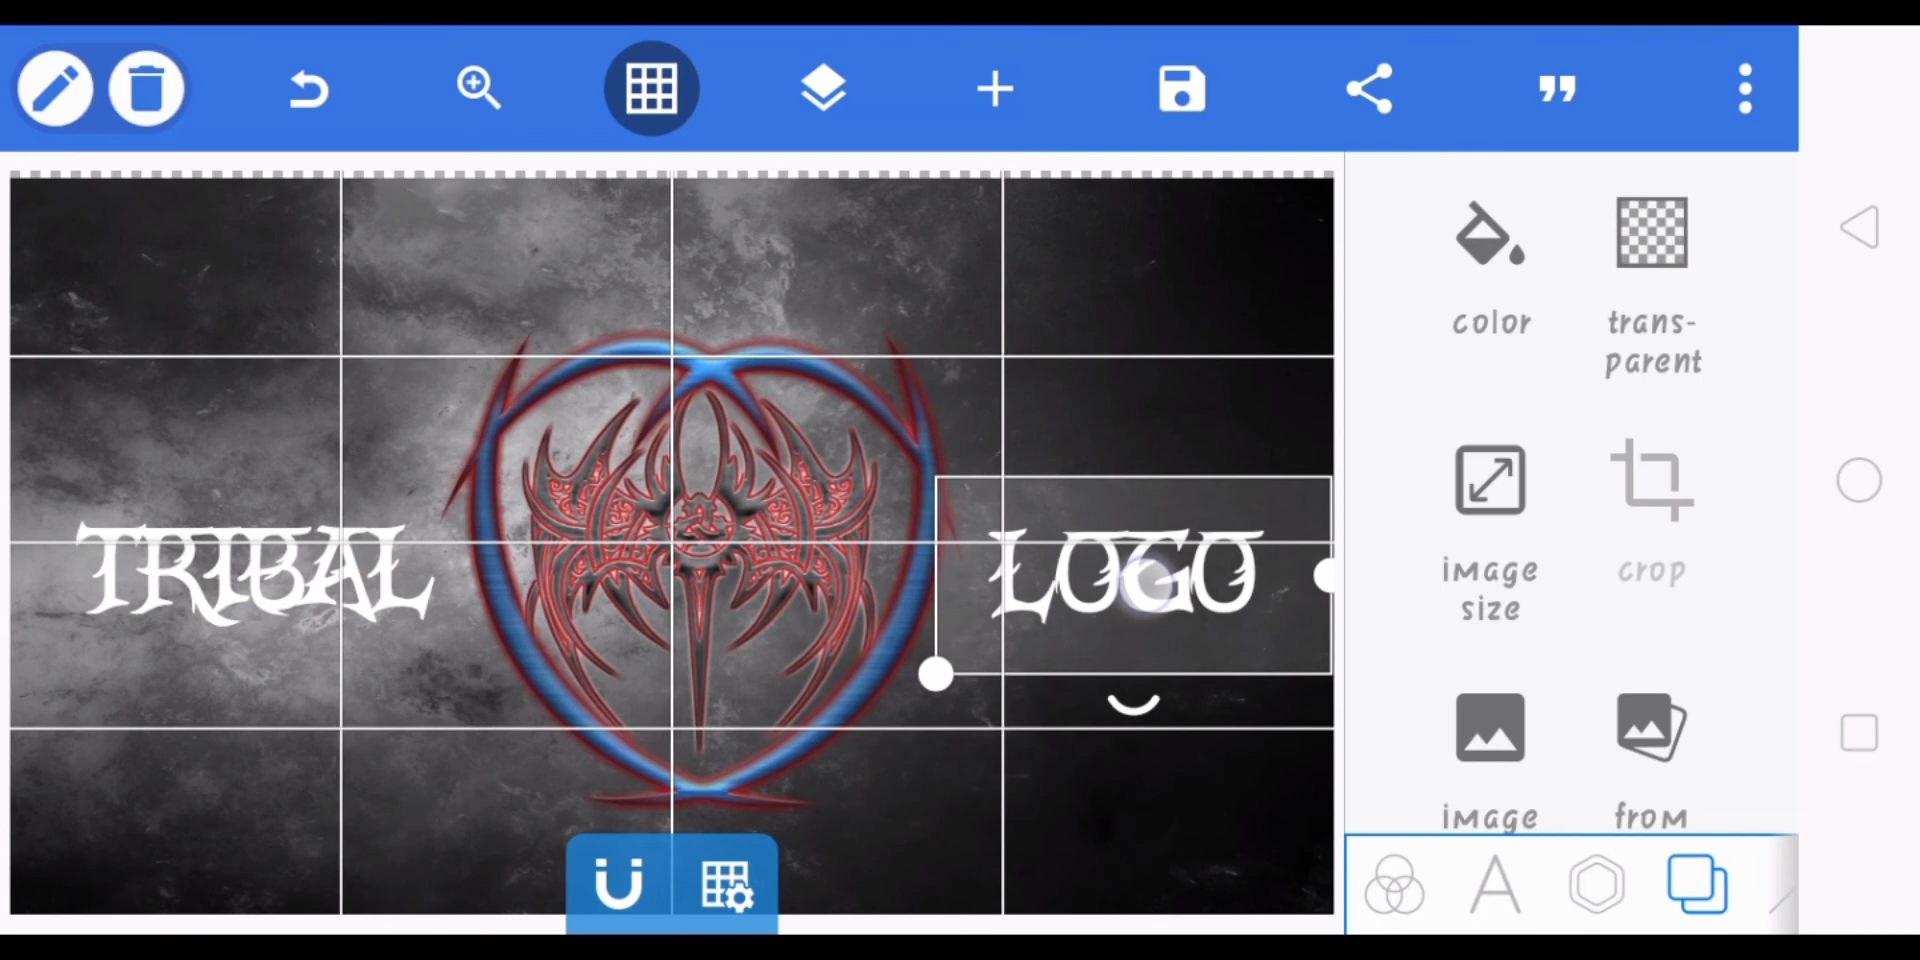 TRIBAL
LOGO
color
trans-
parent
image
size
crop
image
from